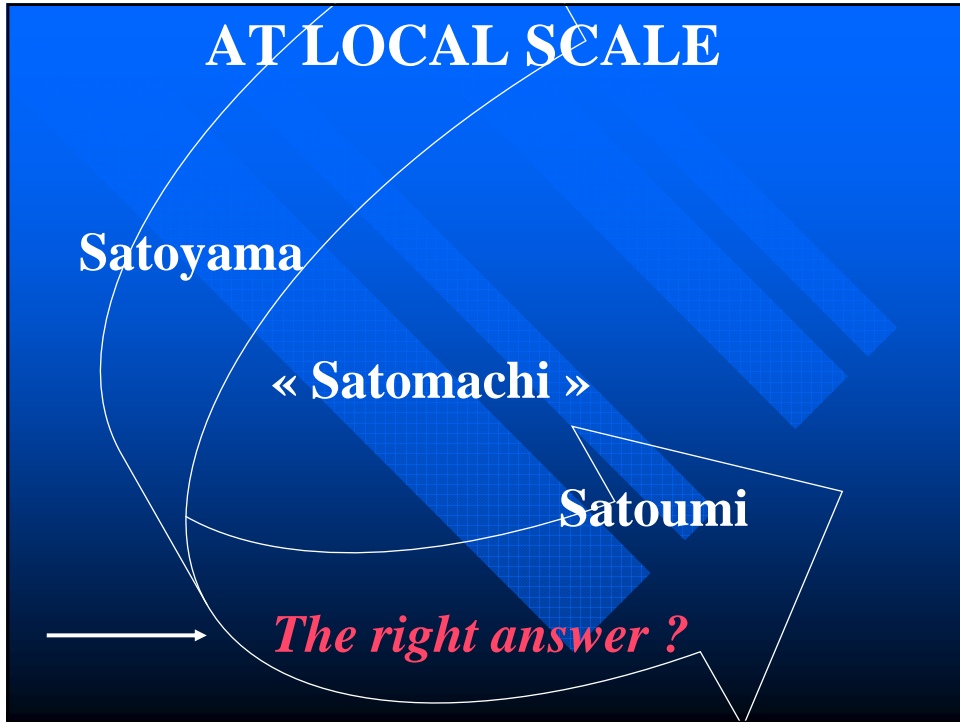 AT LOCAL SCALE
Satoyama
« Satomachi »
Satoumi
The right answer ?